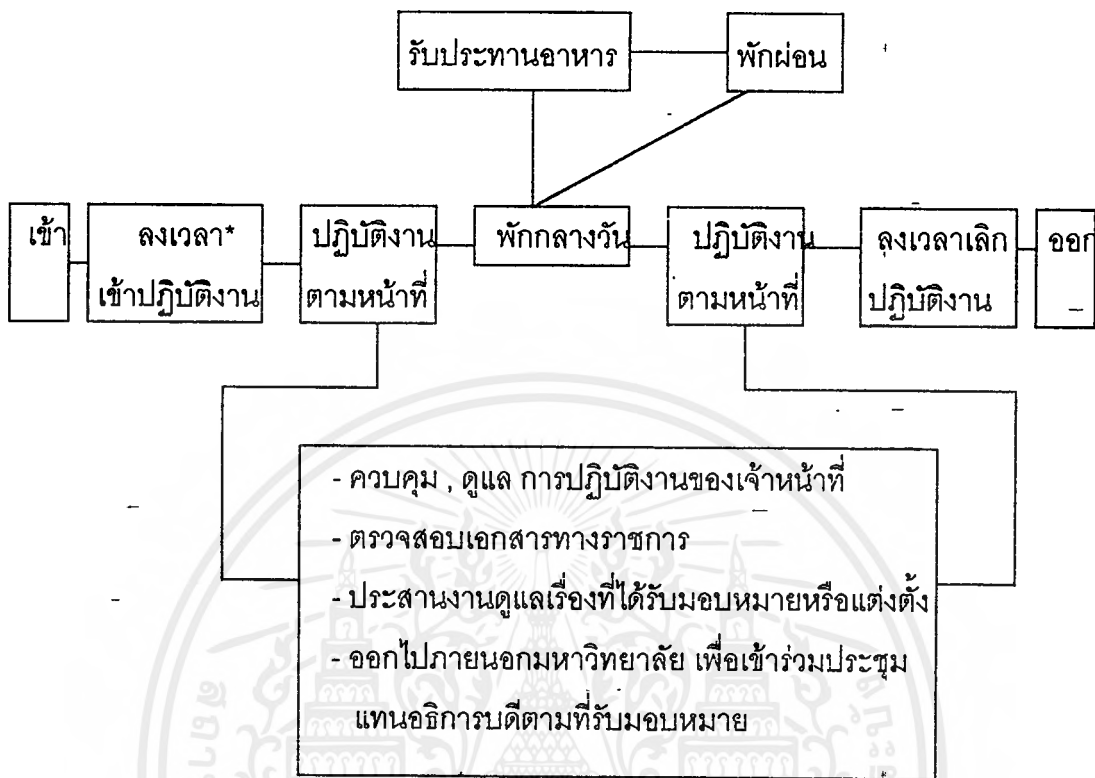 รับประทานอาหาร
พักผ่อน
เข้า
ลงเวลา*
เข้าปฏิบัติงาน
ปฏิบัติงาน
ตามหน้าที่
พักกลางวัน
ปฏิบัติงาน
ตามหน้าที่
ลงเวลาเลิก
ปฏิบัติงาน
ออก
- ควบคุม , ดูแล การปฏิบัติงานของเจ้าหน้าที่
- ตรวจสอบเอกสารทางราชการ
- ประสานงานดูแลเรื่องที่ได้รับมอบหมายหรือแต่งตั้ง
- ออกไปภายนอกมหาวิทยาลัย เพื่อเข้าร่วมประชุม
แทนอธิการบดีตามที่รับมอบหมาย